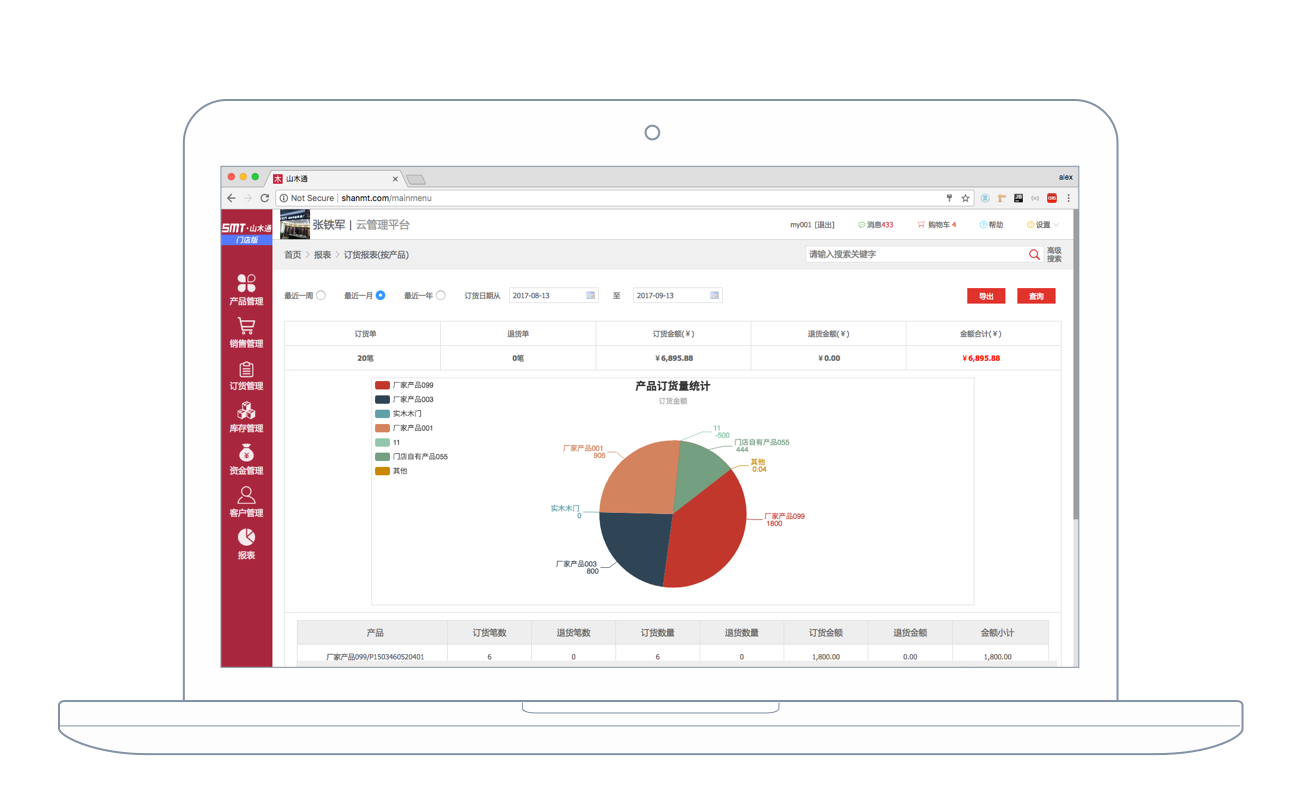 山木通
alex
Not Secure
shanmt.com/mainmenu
SMT·山木通
门店版
张铁军 | 云管理平台
my001 [退出]
消息433
购物车 4
帮助
设置
首页 > 报表 > 订货报表(按产品)
请输入搜索关键字
高级
搜索
产品管理
销售管理
订货管理
库存管理
资金管理
客户管理
报表
最近一周
最近一月
最近一年
订货日期从
2017-08-13
至
2017-09-13
导出
查询
订货单
退货单
订货金额(¥)
退货金额(¥)
金额合计(¥)
20笔
0笔
¥6,895.88
¥0.00
¥6,895.88
厂家产品099
厂家产品003
实木木门
厂家产品001
11
门店自有产品055
其他
产品订货量统计
订货金额
11
-500
门店自有产品055
444
其他
0.04
厂家产品001
905
实木木门
0
厂家产品099
1800
厂家产品003
800
产品
订货笔数
退货笔数
订货数量
退货数量
订货金额
退货金额
金额小计
厂家产品099/P1503460520401
6
0
6
0
1,800.00
0.00
1,800.00